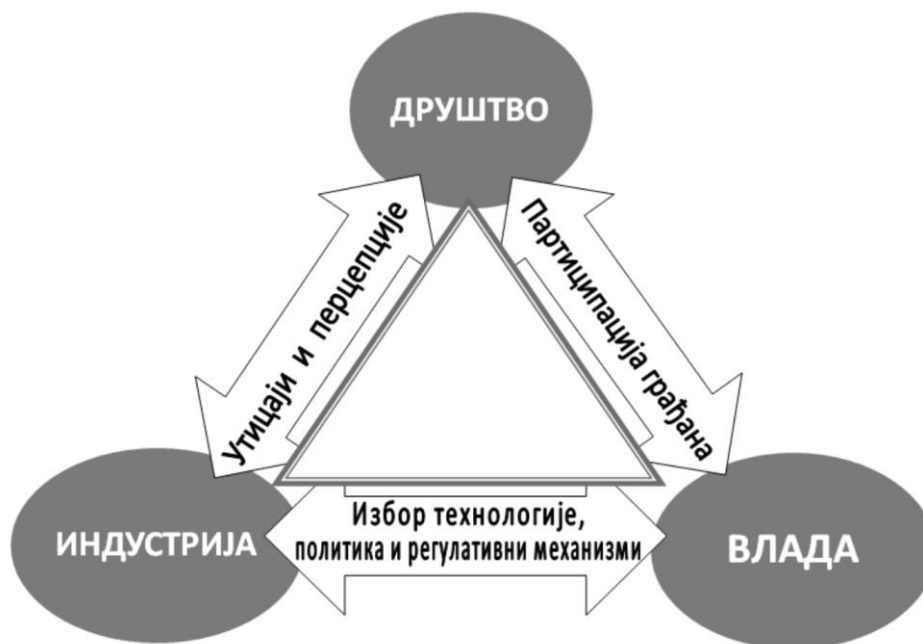 ДРУШТВО
Утицаји и перцепције
Партиципација грађана
ИНДУСТРИЈА
Избор технологије,
политика и регулативни механизми
ВЛАДА